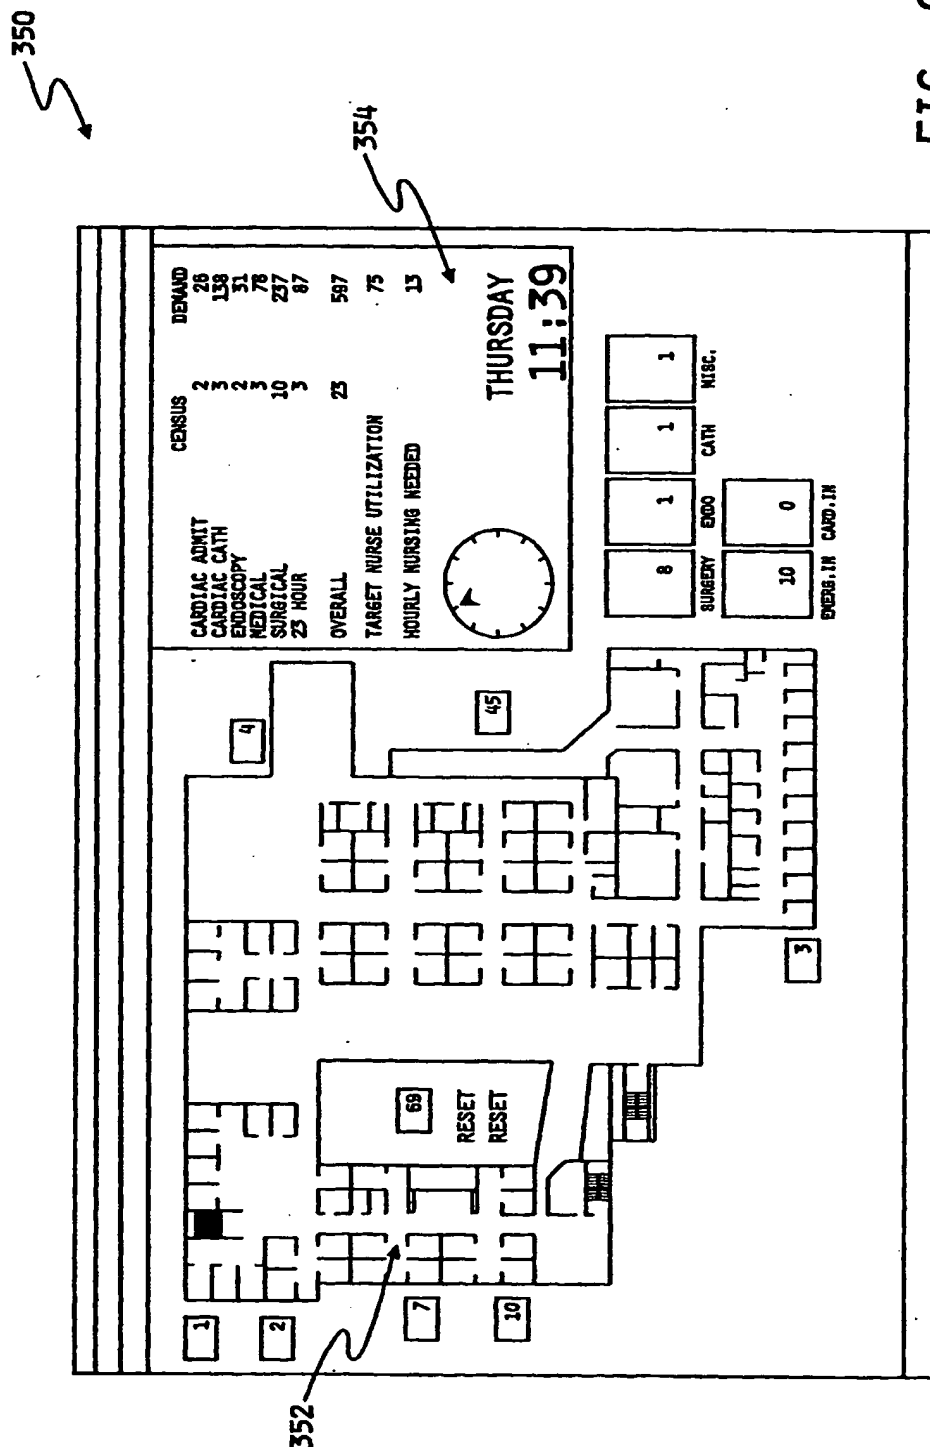 350
352
354
CENSUS DEMAND
CARDIAC ADMIT 2 26
CARDIAC CATH 3 138
ENDOSCOPY 2 31
MEDICAL 3 78
SURGICAL 10 237
23 HOUR 3 87
OVERALL 23 597
TARGET NURSE UTILIZATION 75
HOURLY NURSING NEEDED 13
THURSDAY
11:39
1
2
4
7
69
45
RESET
RESET
10
3
8 1 1 1
SURGERY ENDO CATH MISC.
10 0
EMERG.IN CARD.IN
FIG.